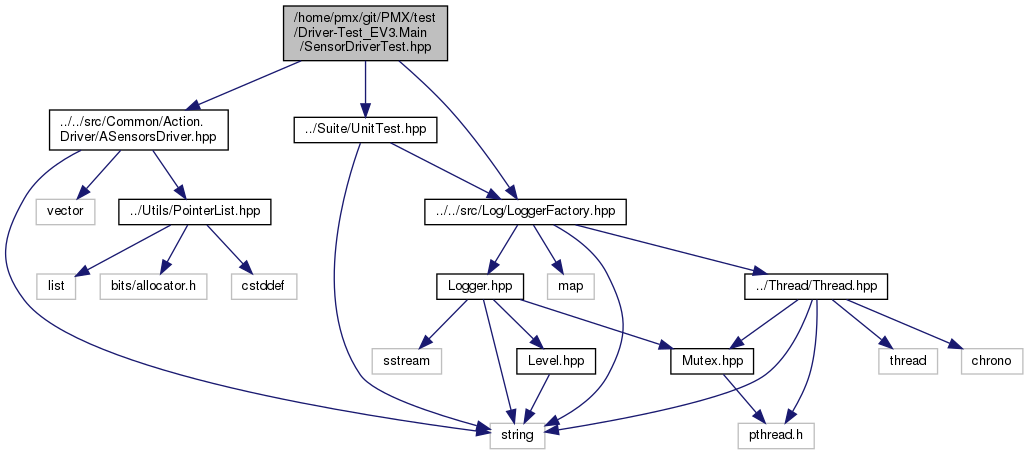 /home/pmx/git/PMX/test
/Driver-Test_EV3.Main
/SensorDriverTest.hpp
../../src/Common/Action.
Driver/ASensorsDriver.hpp
../Suite/UnitTest.hpp
vector
../Utils/PointerList.hpp
../../src/Log/LoggerFactory.hpp
list
bits/allocator.h
cstddef
Logger.hpp
map
../Thread/Thread.hpp
sstream
Level.hpp
Mutex.hpp
thread
chrono
string
pthread.h